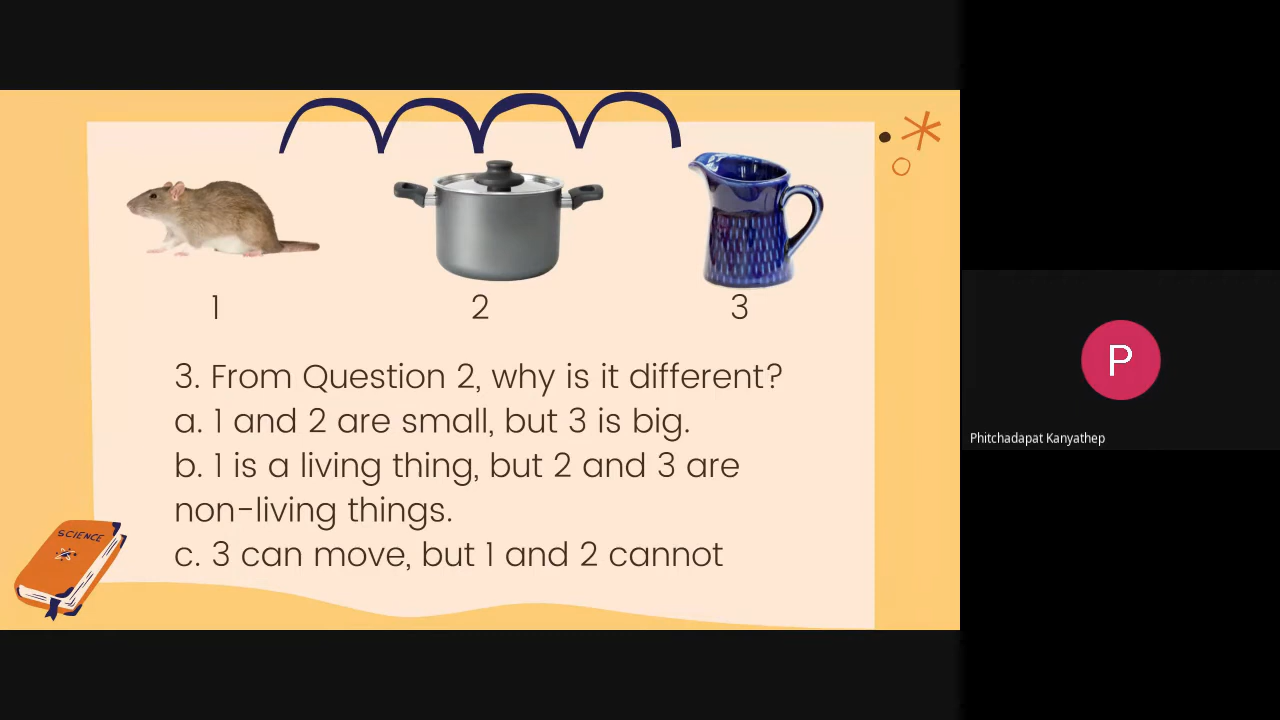 1
2
3
3. From Question 2, why is it different?
a. 1 and 2 are small, but 3 is big.
b. 1 is a living thing, but 2 and 3 are
non-living things.
c. 3 can move, but 1 and 2 cannot
SCIENCE
P
Phitchadapat Kanyathep